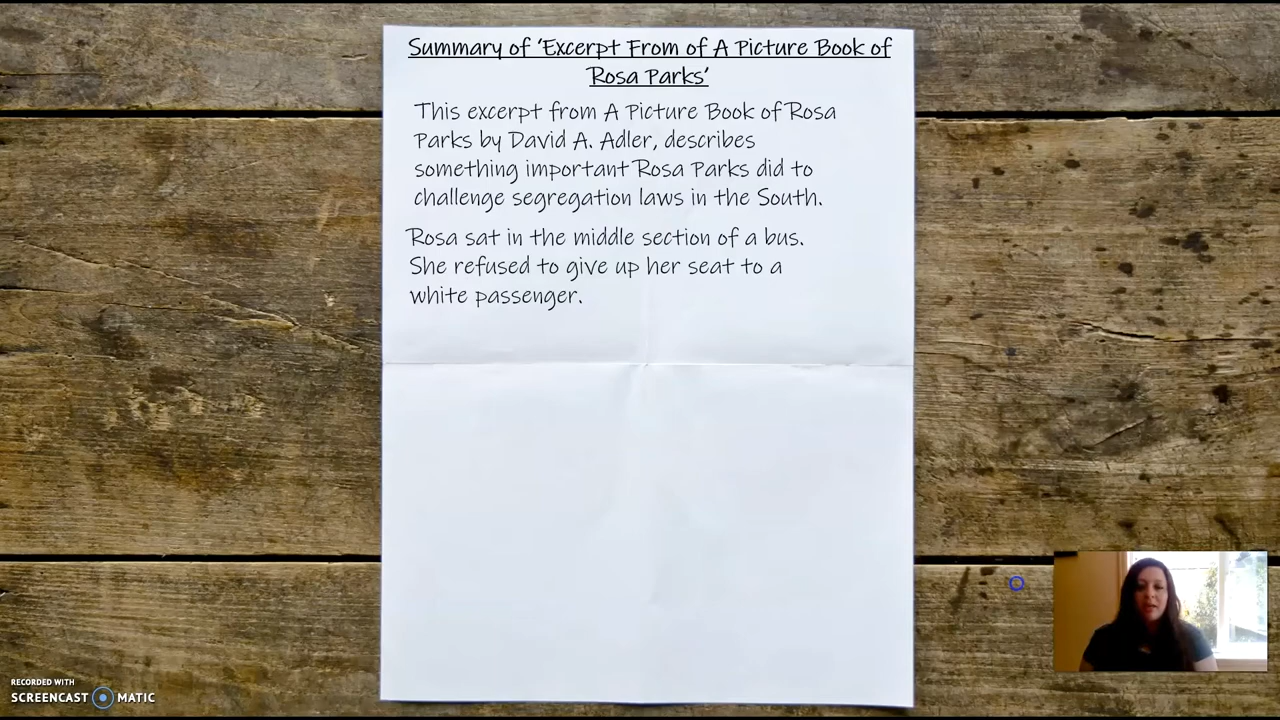 Summary of ‘Excerpt From of A Picture Book of
Rosa Parks’
This excerpt from A Picture Book of Rosa
Parks by David A. Adler, describes
something important Rosa Parks did to
challenge segregation laws in the South.
Rosa sat in the middle section of a bus.
She refused to give up her seat to a
white passenger.
RECORDED WITH
SCREENCAST MATIC